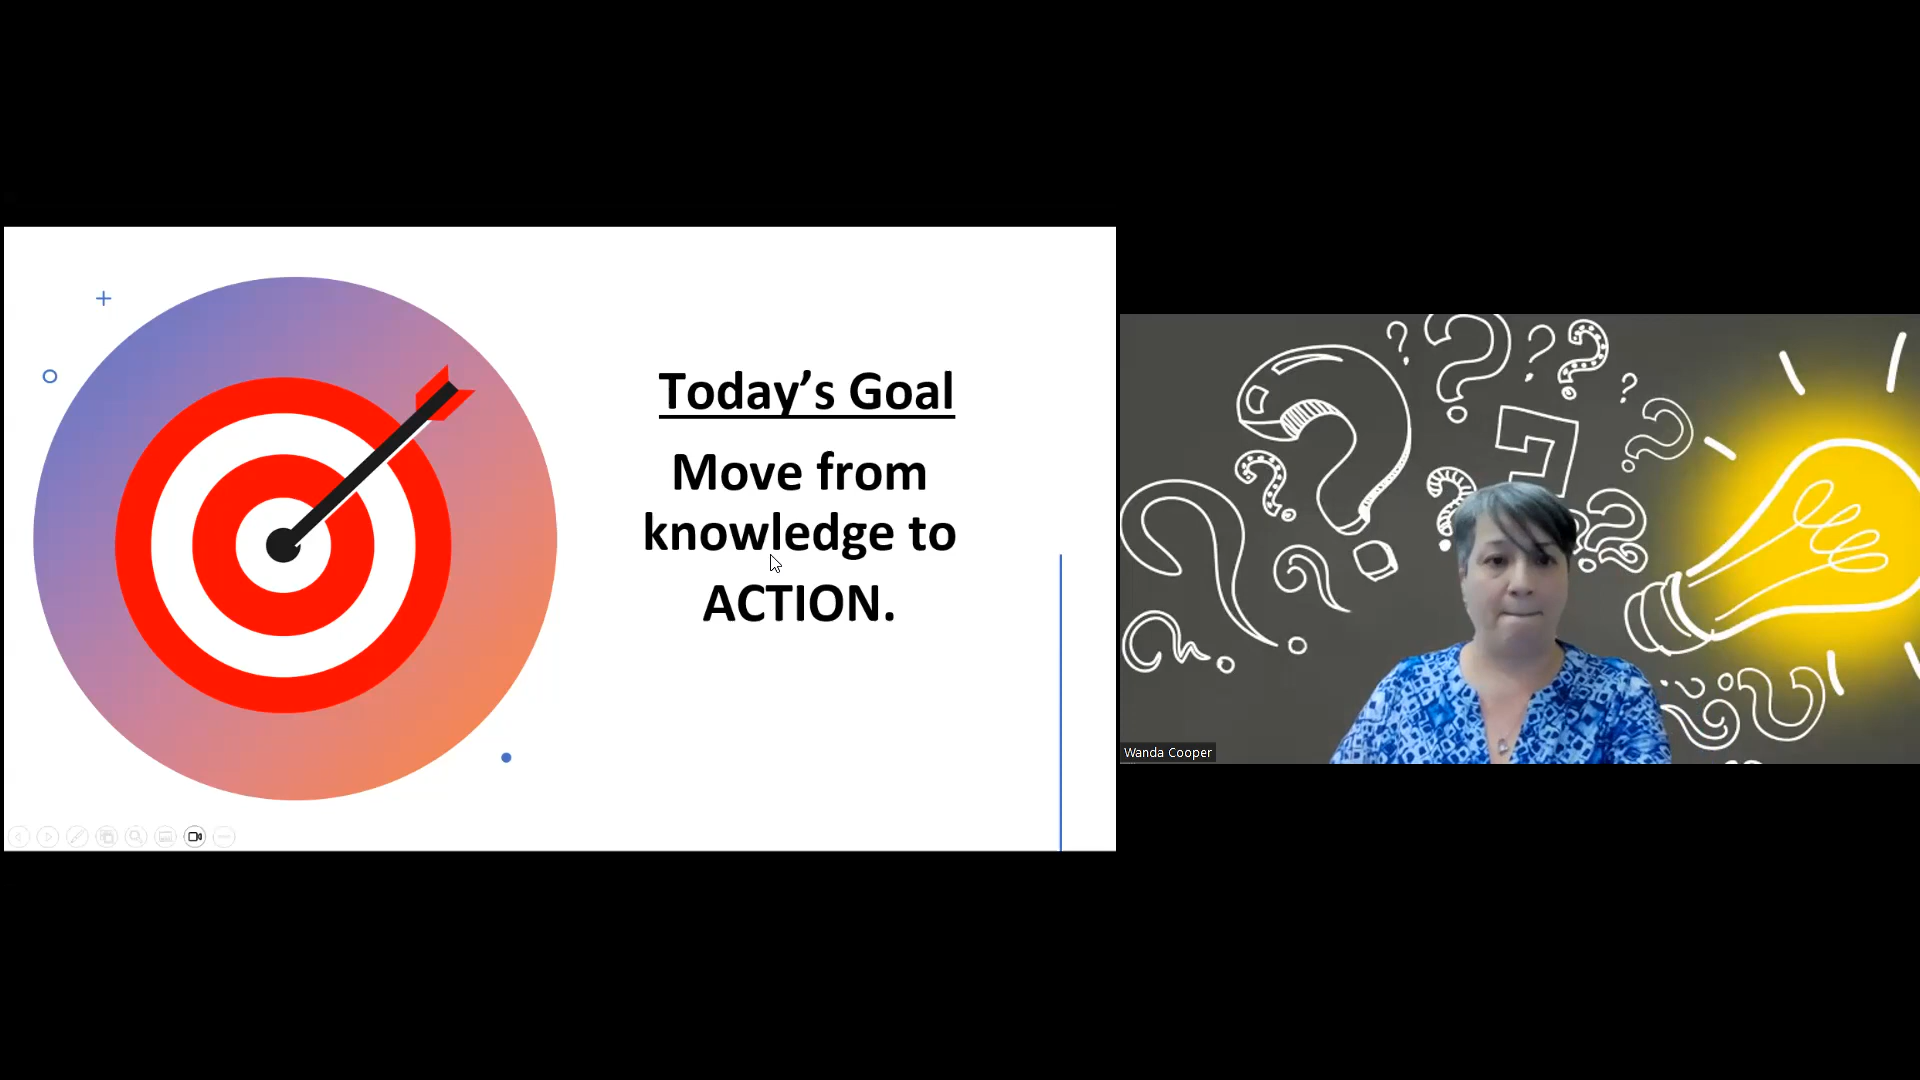 Today’s Goal
Move from
knowledge to
ACTION.
Wanda Cooper